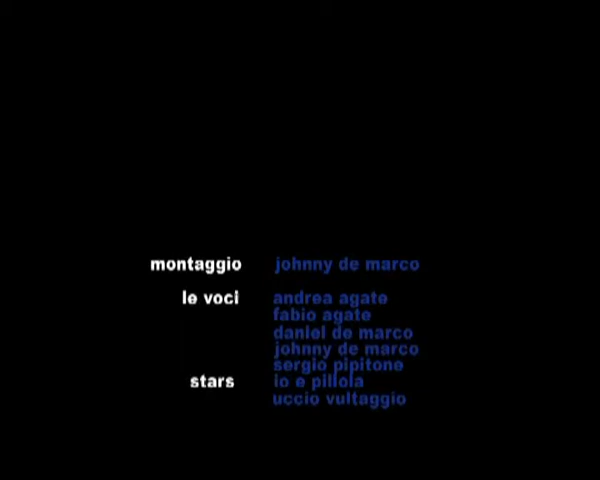 montaggio johnny de marco
le voci andrea agate
fabio agate
daniel de marco
johnny de marco
sergio pipitone
stars io e pillola
uccio vultaggio